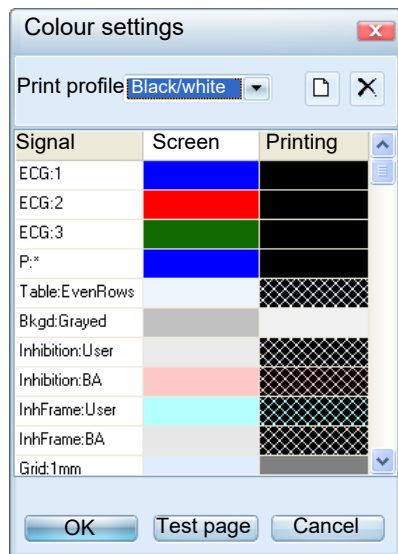 Colour settings
Print profile Black/white
Signal Screen Printing
ECG:1
ECG:2
ECG:3
P:*
Table:EvenRows
Bkgd:Grayed
Inhibition:User
Inhibition:BA
InhFrame:User
InhFrame:BA
Grid:1mm
OK Test page Cancel